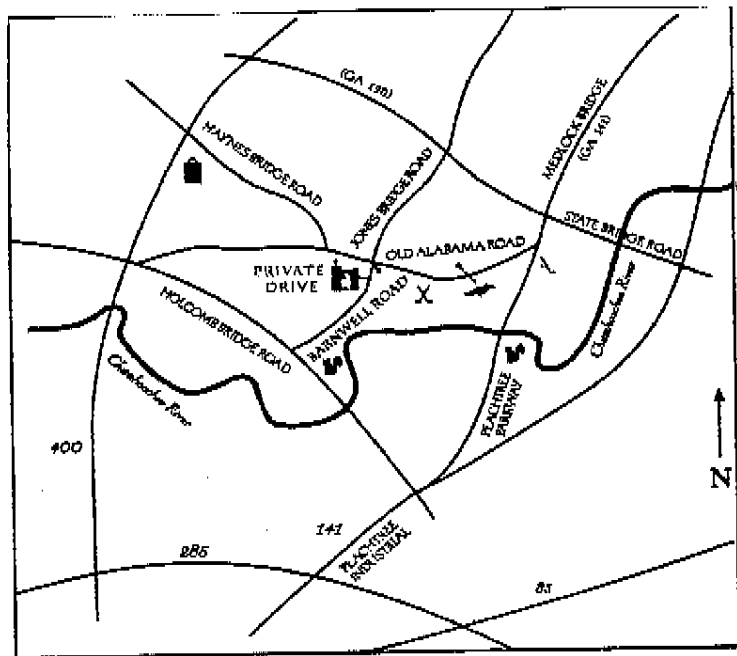 (GA 120)
MEDLOCK BRIDGE
(GA 141)
HAYNES BRIDGE ROAD
JONES BRIDGE ROAD
STATE BRIDGE ROAD
OLD ALABAMA ROAD
PRIVATE
DRIVE
X
HOLCOMB BRIDGE ROAD
BARNWELL ROAD
Chattahoochee River
Chattahoochee River
PEACHTREE
PARKWAY
400
N
141
285
PEACHTREE
INDUSTRIAL
85